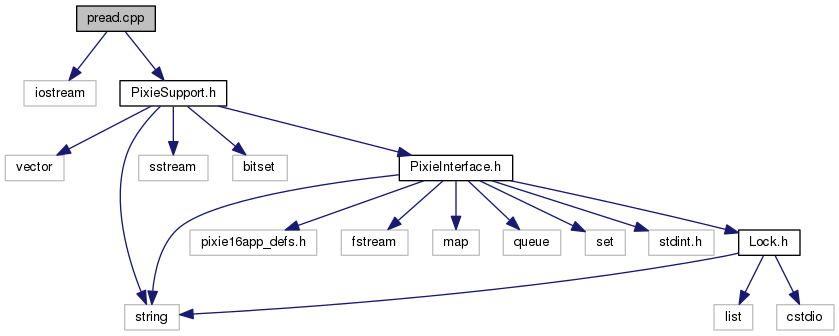 pread.cpp
iostream
PixieSupport.h
vector
sstream
bitset
PixieInterface.h
pixie16app_defs.h
fstream
map
queue
set
stdint.h
Lock.h
string
list
cstdio